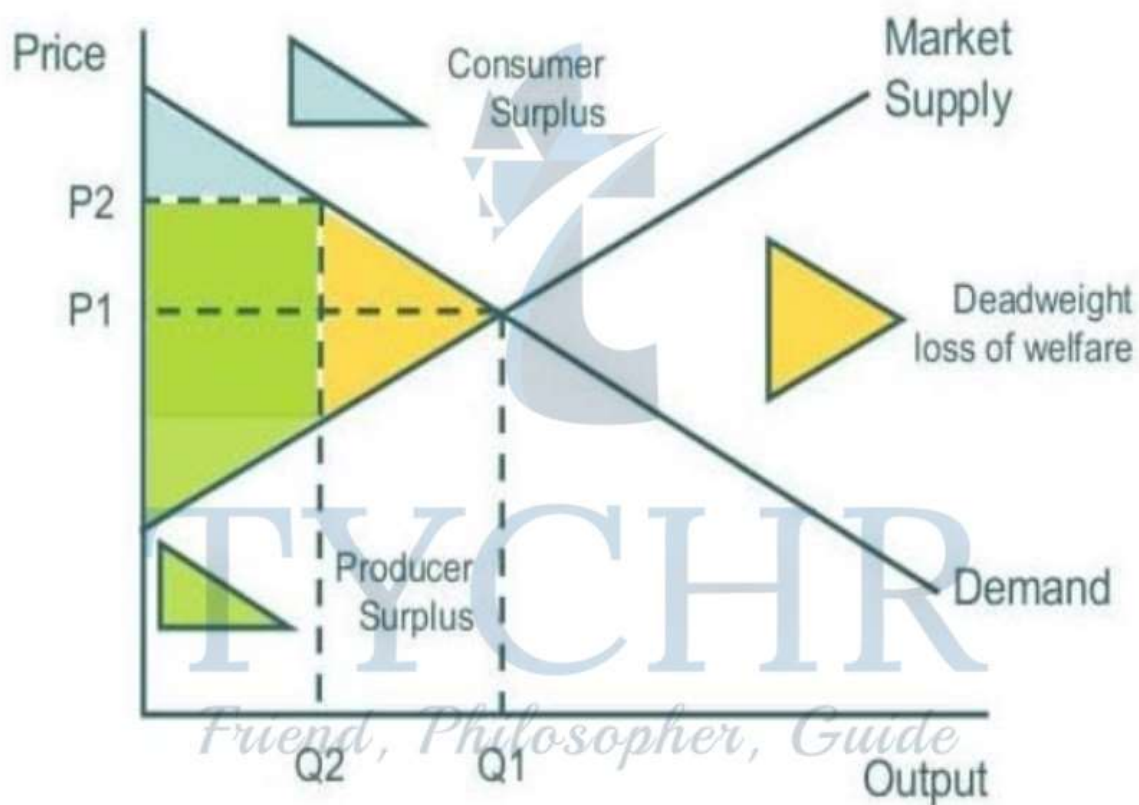 Price
Consumer
Surplus
Market
Supply
P2
P1
Deadweight
loss of welfare
Producer
Surplus
Demand
TYCHR
Friend, Philosopher, Guide
Q2
Q1
Output